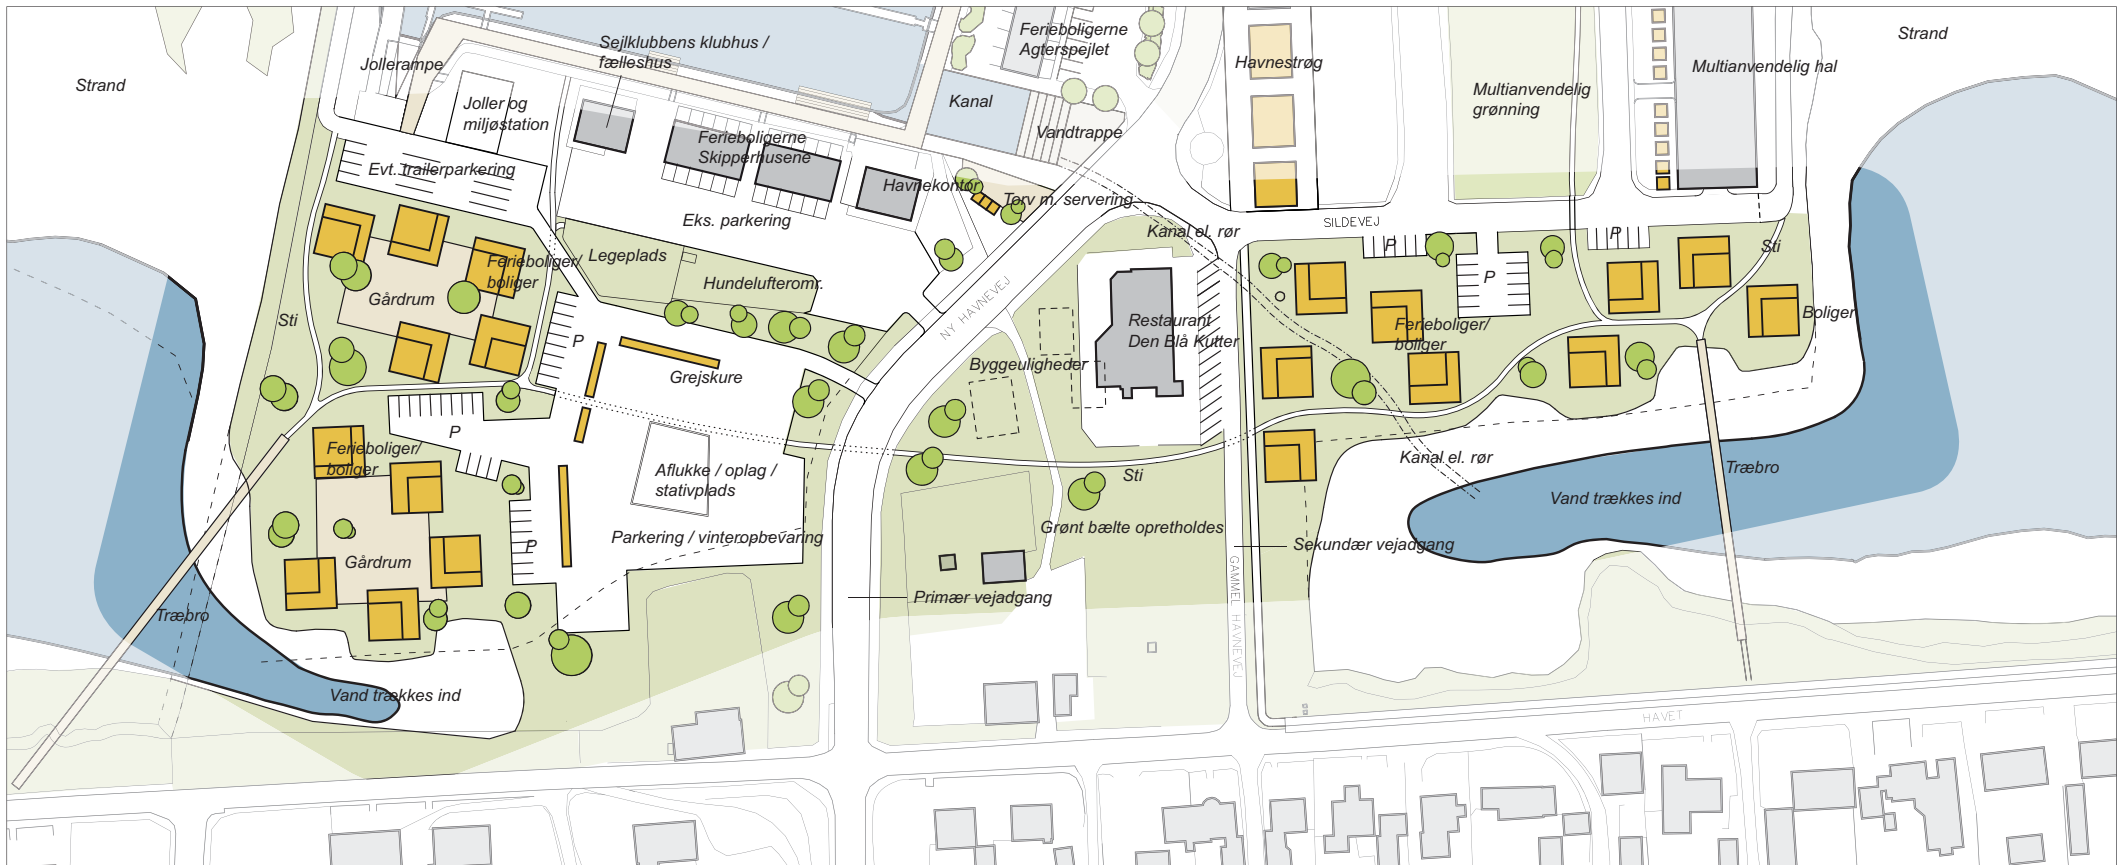 Strand
Jollerampe
Sejlklubbens klubhus /
fælleshus
Joller og
miljøstation
Evt. trailerparkering
Ferieboligerne
Skipperhusene
Eks. parkering
Havnekontor
Kanal
Ferieboligerne
Agterspejlet
Vandtrappe
Torv m. servering
Kanal el. rør
Havnestrøg
Multianvendelig
grønning
Multianvendelig hal
Strand
SILDEVEJ
P
P
P
Sti
Boliger
Ferieboliger/
boliger
Legeplads
Hundelufteromr.
Ferieboliger/
boliger
Gårdrum
Sti
P
Grejskure
NY HAVNEVEJ
Byggeuligheder
Restaurant
Den Blå Kutter
P
Ferieboliger/
boliger
Aflukke / oplag /
stativplads
Parkering / vinteropbevaring
P
Gårdrum
Sti
Grønt bælte opretholdes
Kanal el. rør
Træbro
Vand trækkes ind
Sekundær vejadgang
Primær vejadgang
GAMMEL HAVNEVEJ
Træbro
Vand trækkes ind
HAVET